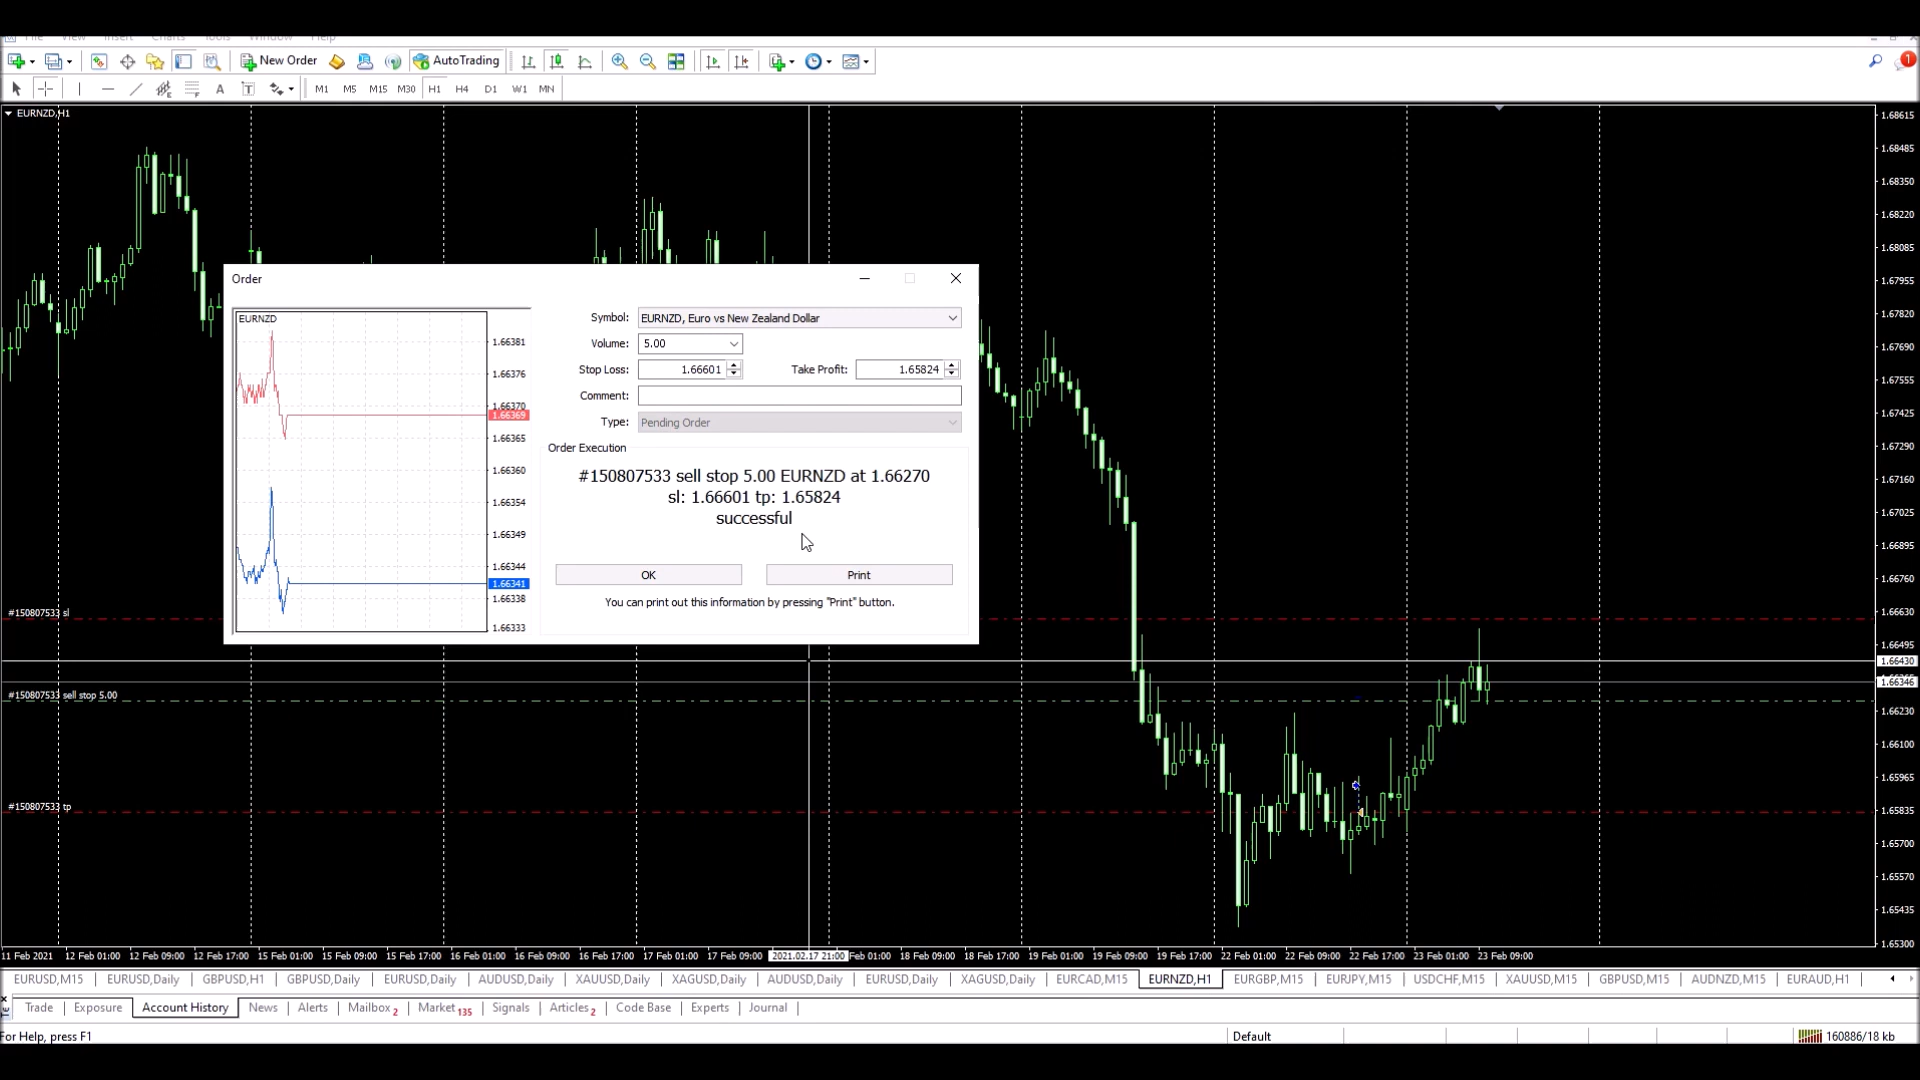 File View Insert Charts Tools Window Help
New Order AutoTrading 1
A T M1 M5 M15 M30 H1 H4 D1 W1 MN
EURNZD,H1
1.68615
1.68485
1.68350
1.68220
1.68085
1.67955
1.67820
1.67690
1.67555
1.67425
1.67290
1.67160
1.67025
1.66895
1.66760
1.66630
1.66495
1.66430
1.66346
1.66230
1.66100
1.65965
1.65835
1.65700
1.65570
1.65435
1.65300
Order
EURNZD
1.66381
1.66376
1.66370
1.66369
1.66365
1.66360
1.66354
1.66349
1.66344
1.66341
1.66338
1.66333
Symbol: EURNZD, Euro vs New Zealand Dollar
Volume: 5.00
Stop Loss: 1.66601 Take Profit: 1.65824
Comment:
Type: Pending Order
Order Execution
#150807533 sell stop 5.00 EURNZD at 1.66270
sl: 1.66601 tp: 1.65824
successful
OK Print
You can print out this information by pressing "Print" button.
#150807533 sl
#150807533 sell stop 5.00
#150807533 tp
11 Feb 2021 12 Feb 01:00 12 Feb 09:00 12 Feb 17:00 15 Feb 01:00 15 Feb 09:00 15 Feb 17:00 16 Feb 01:00 16 Feb 09:00 16 Feb 17:00 17 Feb 01:00 17 Feb 09:00 2021.02.17 21:00 Feb 01:00 18 Feb 09:00 18 Feb 17:00 19 Feb 01:00 19 Feb 09:00 19 Feb 17:00 22 Feb 01:00 22 Feb 09:00 22 Feb 17:00 23 Feb 01:00 23 Feb 09:00
EURUSD,M15 EURUSD,Daily GBPUSD,H1 GBPUSD,Daily EURUSD,Daily AUDUSD,Daily XAUUSD,Daily XAGUSD,Daily AUDUSD,Daily EURUSD,Daily XAGUSD,Daily EURCAD,M15 EURNZD,H1 EURGBP,M15 EURJPY,M15 USDCHF,M15 XAUUSD,M15 GBPUSD,M15 AUDNZD,M15 EURAUD,H1
Trade Exposure Account History News Alerts Mailbox 2 Market 135 Signals Articles 2 Code Base Experts Journal
For Help, press F1 Default 160886/18 kb